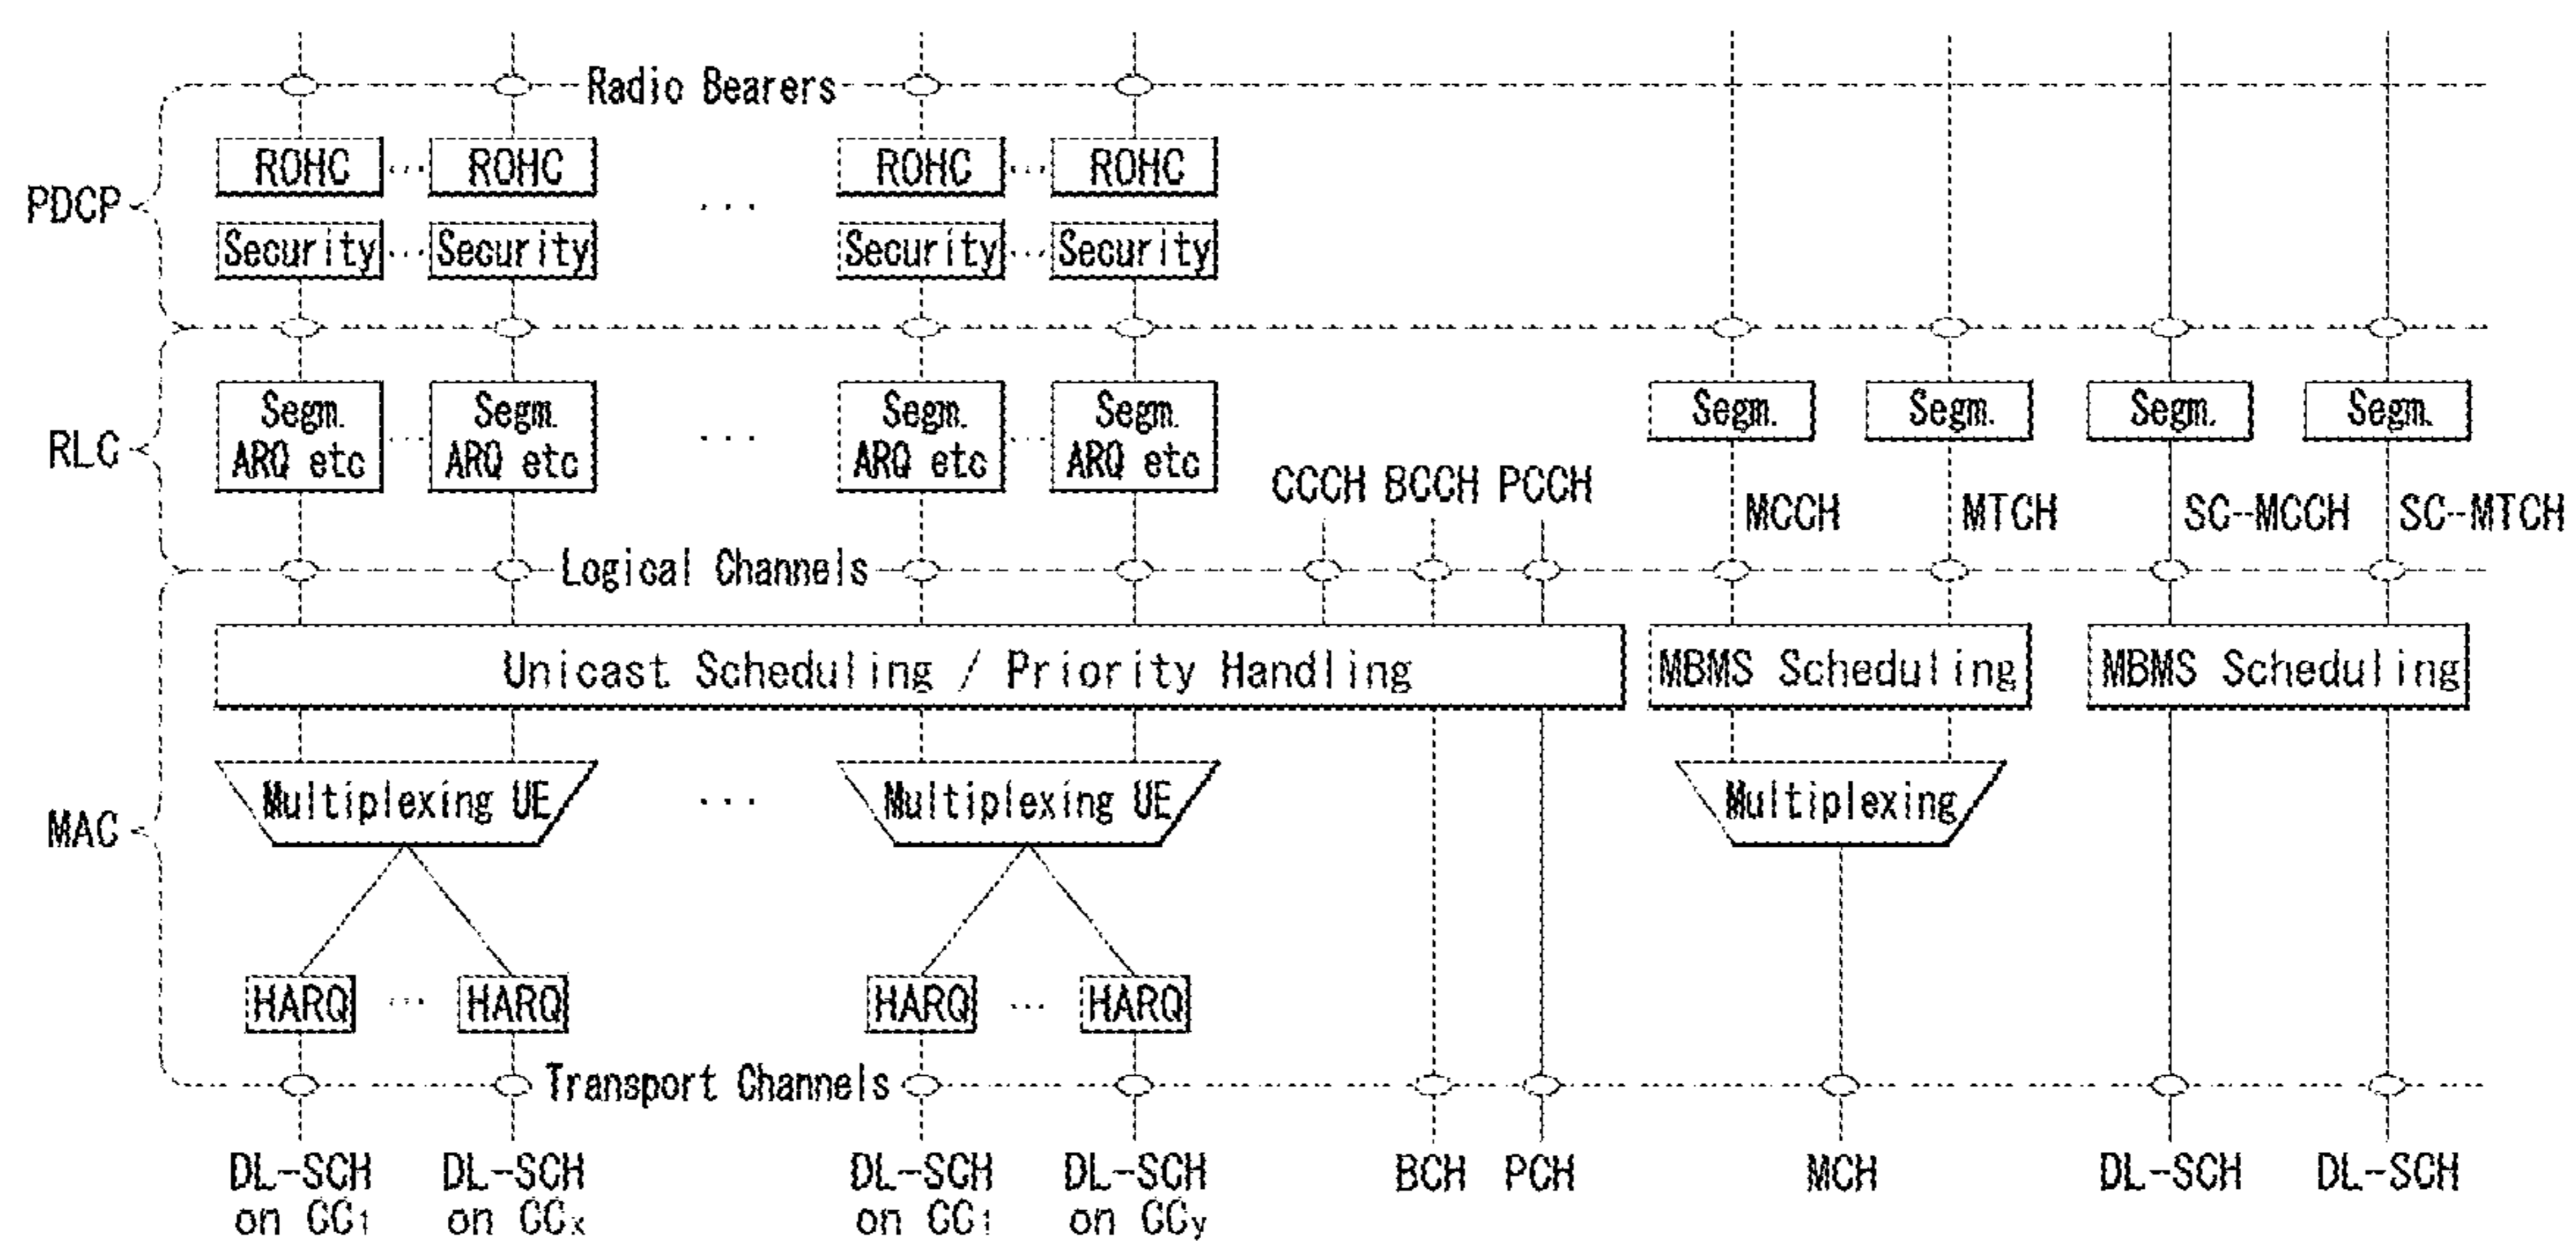 Radio Bearers
PDCP
ROHC ... ROHC ... ROHC ... ROHC
Security ... Security Security ... Security
RLC
Segm. ARQ etc ... Segm. ARQ etc ... Segm. ARQ etc ... Segm. ARQ etc
Segm. Segm. Segm. Segm.
CCCH BCCH PCCH
MCCH MTCH SC-MCCH SC-MTCH
Logical Channels
MAC
Unicast Scheduling / Priority Handling
MBMS Scheduling
MBMS Scheduling
Multiplexing UE ... Multiplexing UE
Multiplexing
HARQ ... HARQ HARQ ... HARQ
Transport Channels
DL-SCH on CC1
DL-SCH on CCx
DL-SCH on CC1
DL-SCH on CCy
BCH PCH MCH DL-SCH DL-SCH